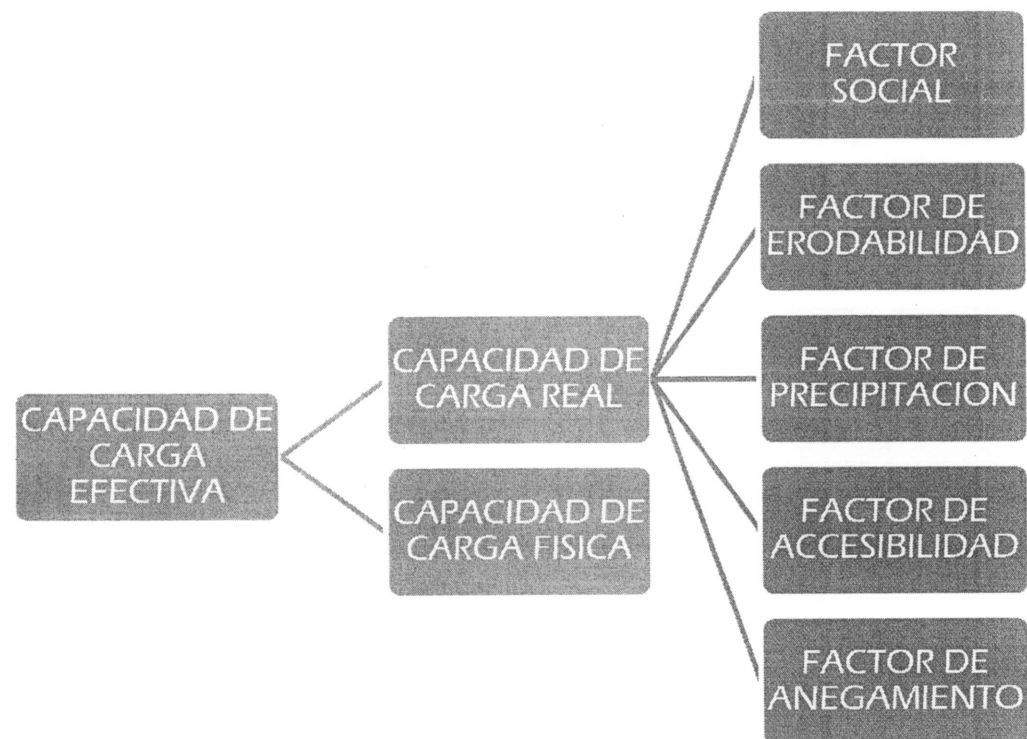 FACTOR
SOCIAL
FACTOR DE
ERODABILIDAD
CAPACIDAD DE
CARGA REAL
FACTOR DE
PRECIPITACION
CAPACIDAD DE
CARGA
EFECTIVA
CAPACIDAD DE
CARGA FISICA
FACTOR DE
ACCESIBILIDAD
FACTOR DE
ANEGAMIENTO